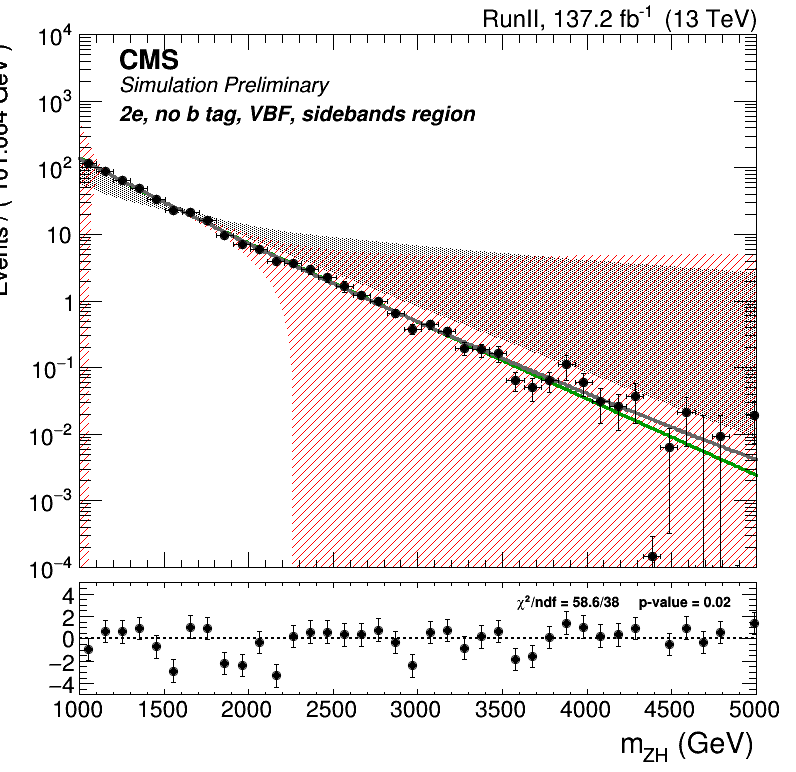 RunII, 137.2 fb⁻¹ (13 TeV)
CMS
Simulation Preliminary
2e, no b tag, VBF, sidebands region
10⁴
10³
10²
10
1
10⁻¹
10⁻²
10⁻³
10⁻⁴
χ²/ndf = 58.6/38 p-value = 0.02
4
2
0
−2
−4
1000 1500 2000 2500 3000 3500 4000 4500 5000
m_ZH (GeV)